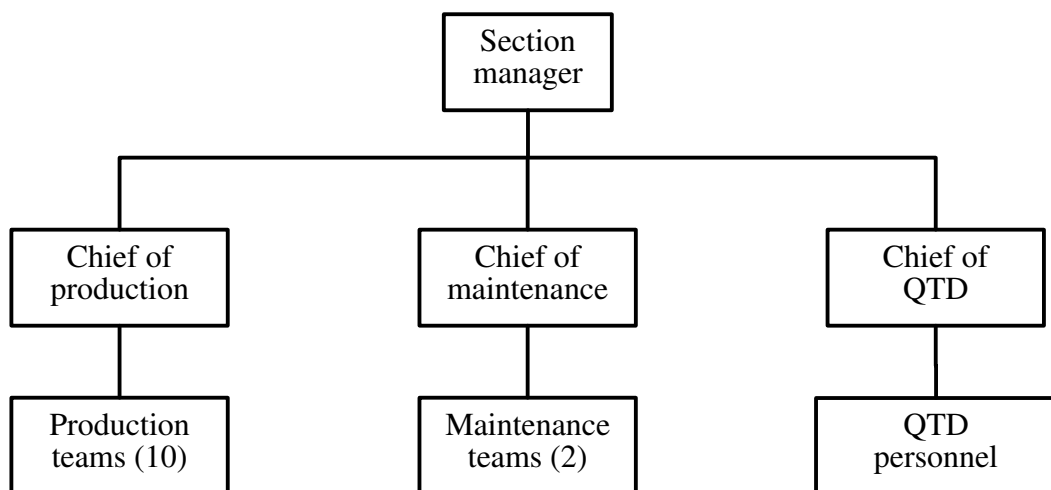 Section
manager
Chief of
production
Chief of
maintenance
Chief of
QTD
Production
teams (10)
Maintenance
teams (2)
QTD
personnel